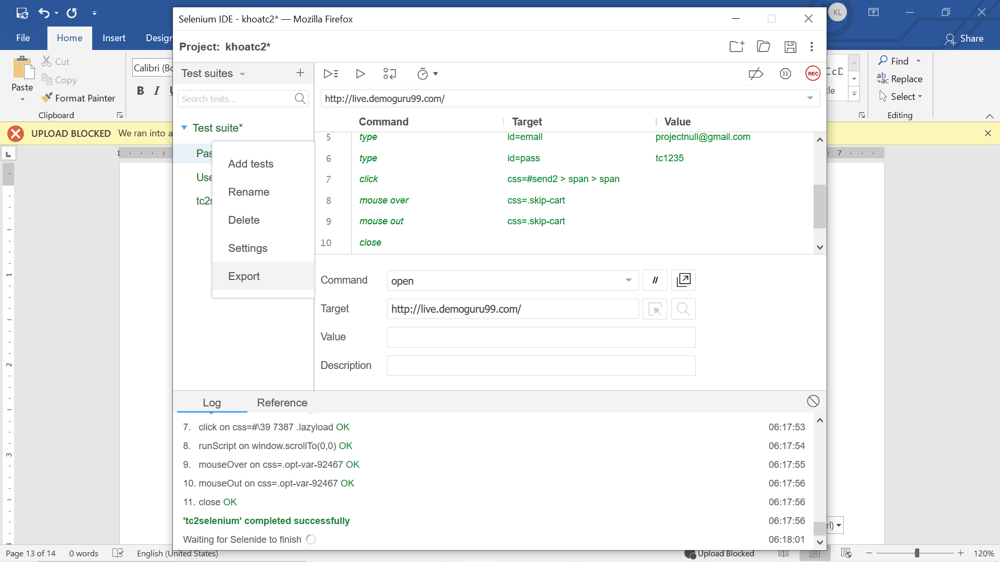 Selenium IDE - khoatc2* — Mozilla Firefox
KL
File
Home
Insert
Share
Project: khoatc2*
Paste
Cut
Copy
Format Painter
Clipboard
Calibri
B I U
Find
Replace
Select
Editing
Test suites
REC
Search tests...
http://live.demoguru99.com/
UPLOAD BLOCKED We ran into a
Test suite*
Add tests
Rename
Delete
Settings
Export
Command Target Value
5 type id=email projectnull@gmail.com
6 type id=pass tc1235
7 click css=#send2 > span > span
8 mouse over css=.skip-cart
9 mouse out css=.skip-cart
10 close
Command open //
Target http://live.demoguru99.com/
Value
Description
Log Reference
7. click on css=#\39 7387 .lazyload OK 06:17:53
8. runScript on window.scrollTo(0,0) OK 06:17:54
9. mouseOver on css=.opt-var-92467 OK 06:17:55
10. mouseOut on css=.opt-var-92467 OK 06:17:56
11. close OK 06:17:56
'tc2selenium' completed successfully 06:17:56
Waiting for Selenide to finish 06:18:01
Page 13 of 14 0 words English (United States) Upload Blocked 120%